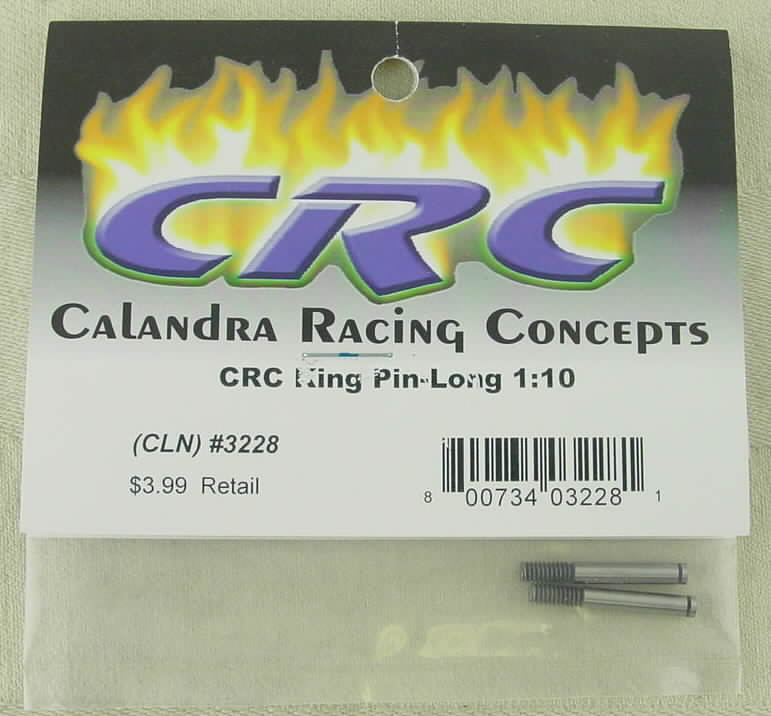 CRC
Calandra Racing Concepts
CRC King Pin-Long 1:10
(CLN) #3228
$3.99 Retail
8 00734 03228 1